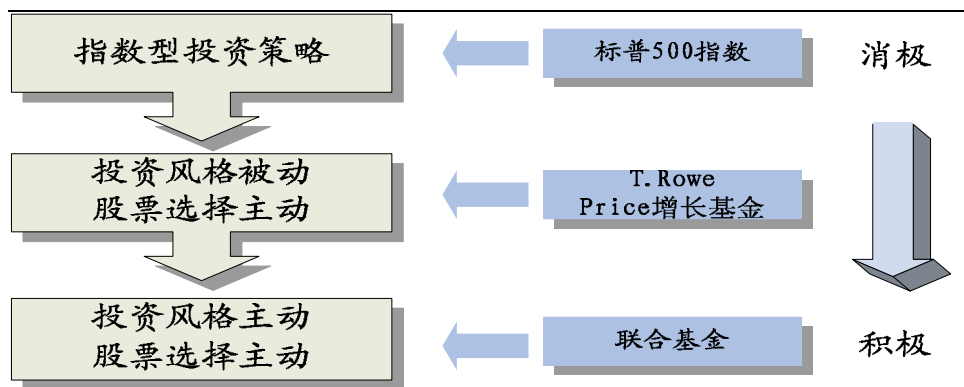 指数型投资策略
标普500指数
消极
投资风格被动
股票选择主动
T.Rowe
Price增长基金
投资风格主动
股票选择主动
联合基金
积极